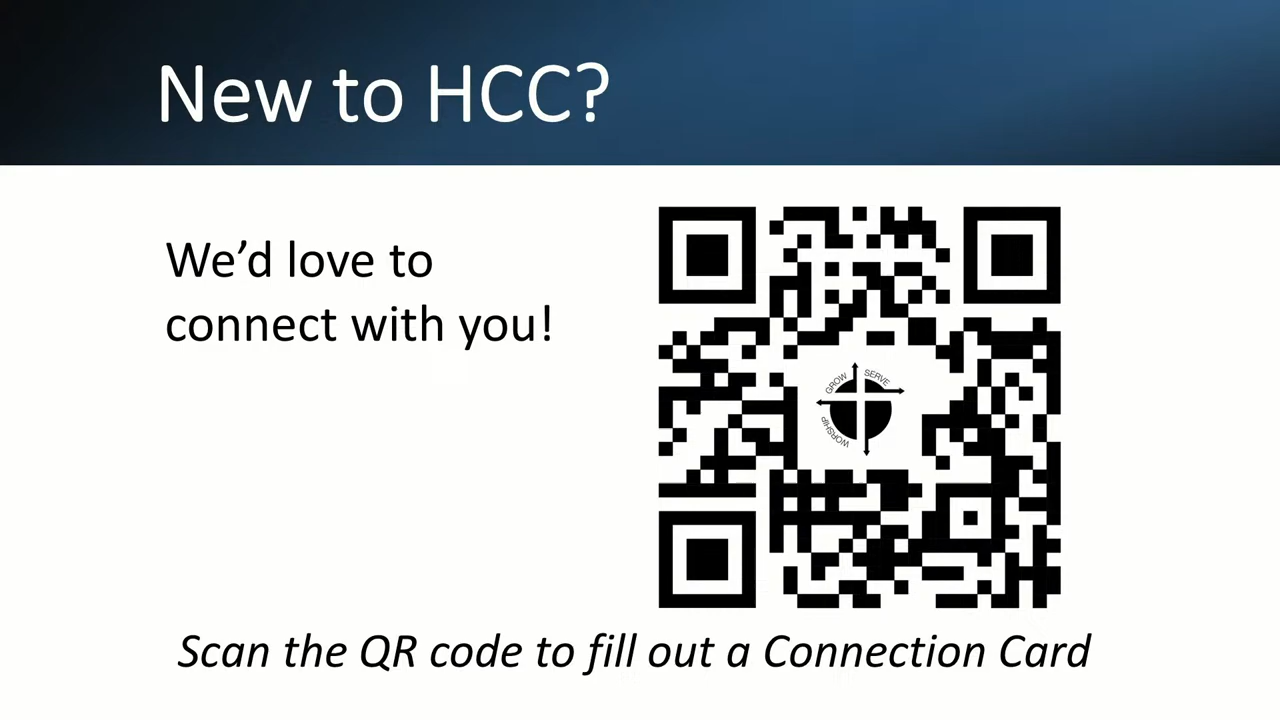 New to HCC?
We’d love to
connect with you!
GROW
SERVE
WORSHIP
Scan the QR code to fill out a Connection Card